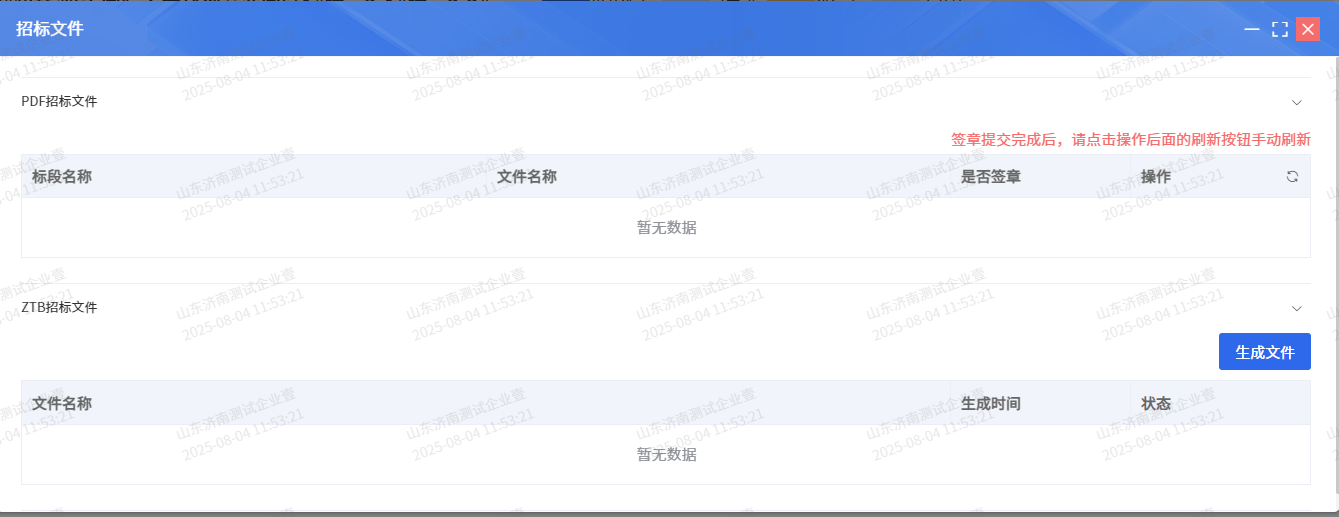 招标文件
PDF招标文件
签章提交完成后，请点击操作后面的刷新按钮手动刷新
标段名称 文件名称 是否签章 操作
暂无数据
ZTB招标文件
生成文件
文件名称 生成时间 状态
暂无数据
山东济南测试企业壹
2025-08-04 11:53:21